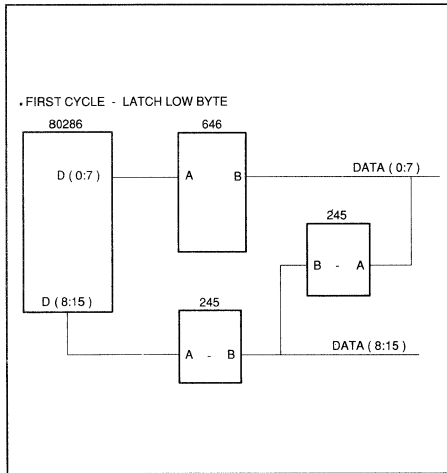 . FIRST CYCLE - LATCH LOW BYTE
80286
646
D ( 0:7 )
A B
DATA ( 0:7 )
245
B - A
D ( 8:15 )
245
A - B
DATA ( 8:15 )